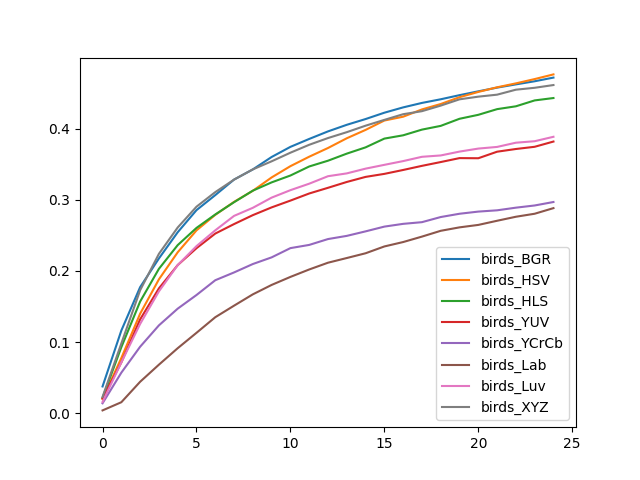 0.4
0.3
0.2
0.1
0.0
0 5 10 15 20 25
birds_BGR
birds_HSV
birds_HLS
birds_YUV
birds_YCrCb
birds_Lab
birds_Luv
birds_XYZ